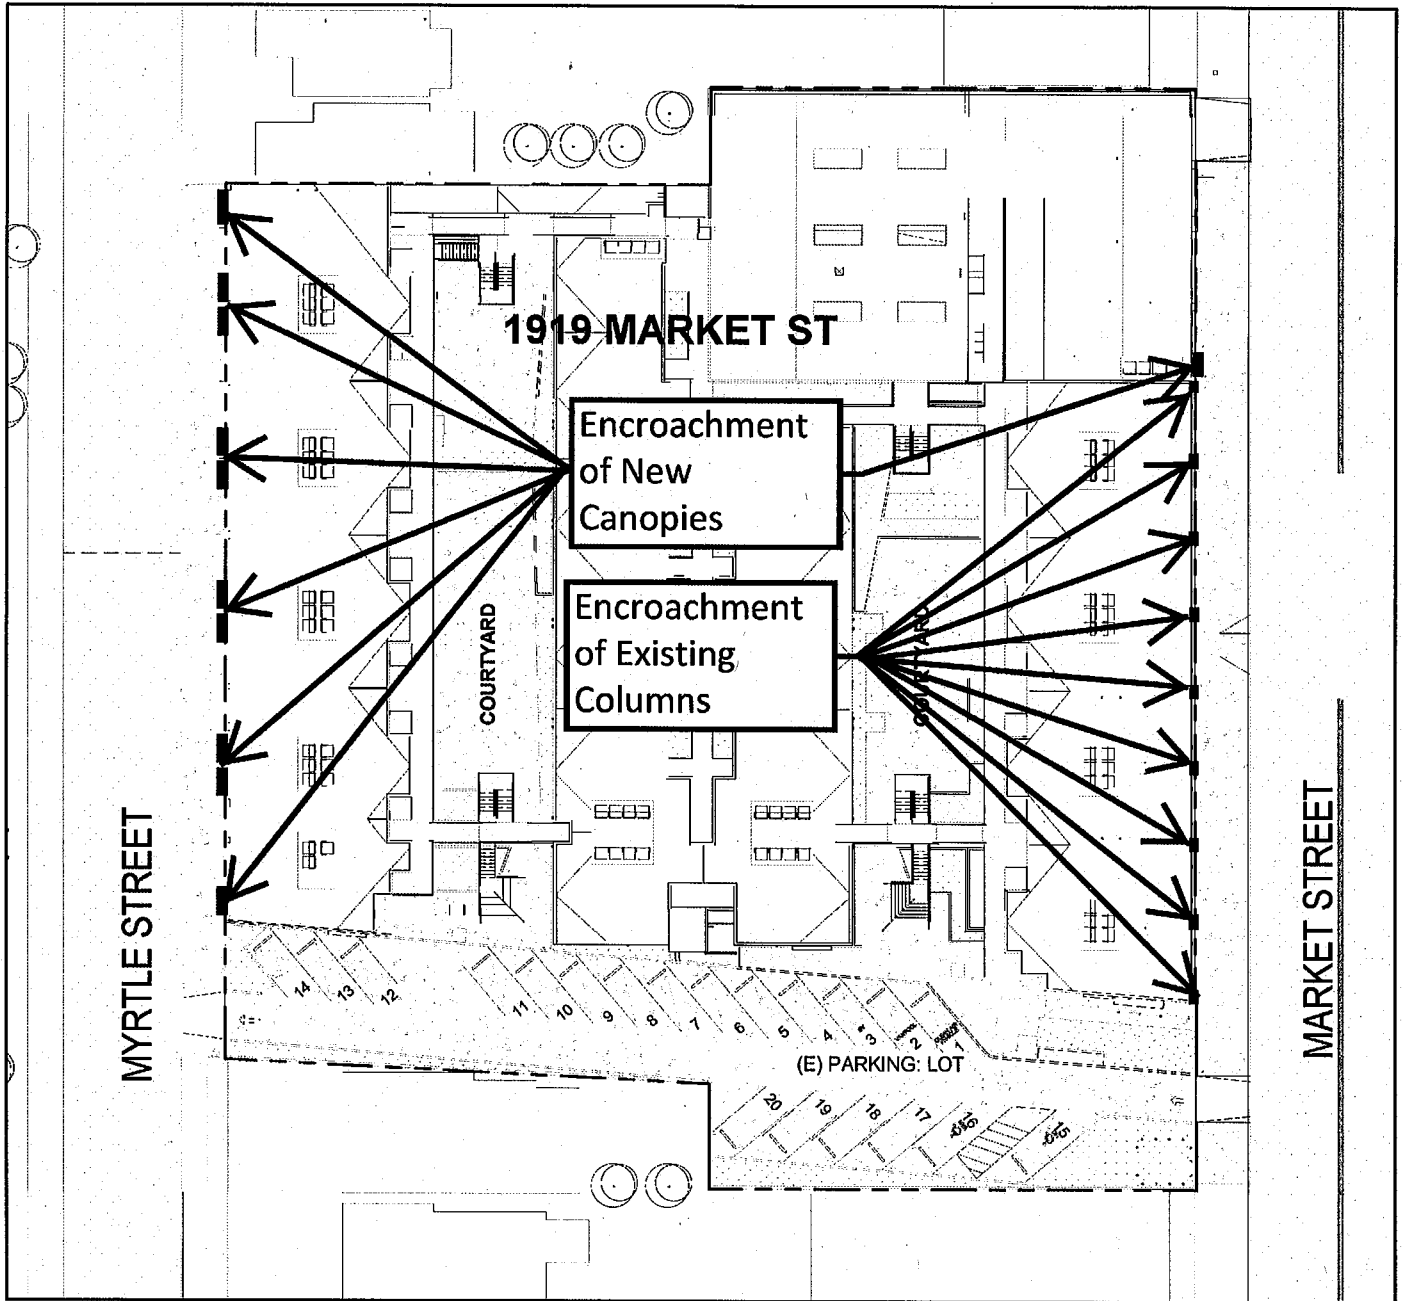 1919 MARKET ST
Encroachment
of New
Canopies
Encroachment
of Existing
Columns
COURTYARD
COURTYARD
MYRTLE STREET
MARKET STREET
14
13
12
11
10
9
8
7
6
5
4
3
2
1
(E) PARKING: LOT
20
19
18
17
16
15